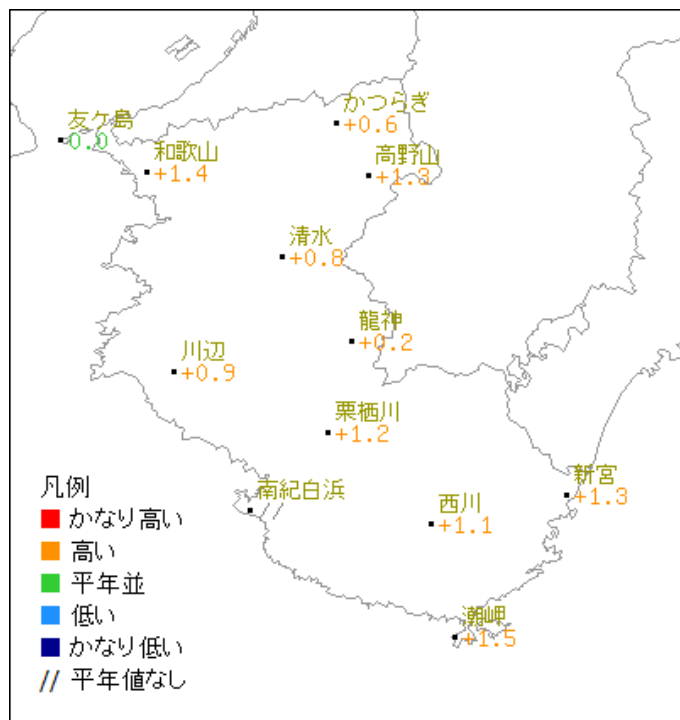 友ケ島
0.0
和歌山
+1.4
かつらぎ
+0.6
高野山
+1.3
清水
+0.8
龍神
+0.2
川辺
+0.9
栗栖川
+1.2
南紀白浜
//
西川
+1.1
新宮
+1.3
潮岬
+1.5
凡例
かなり高い
高い
平年並
低い
かなり低い
// 平年値なし